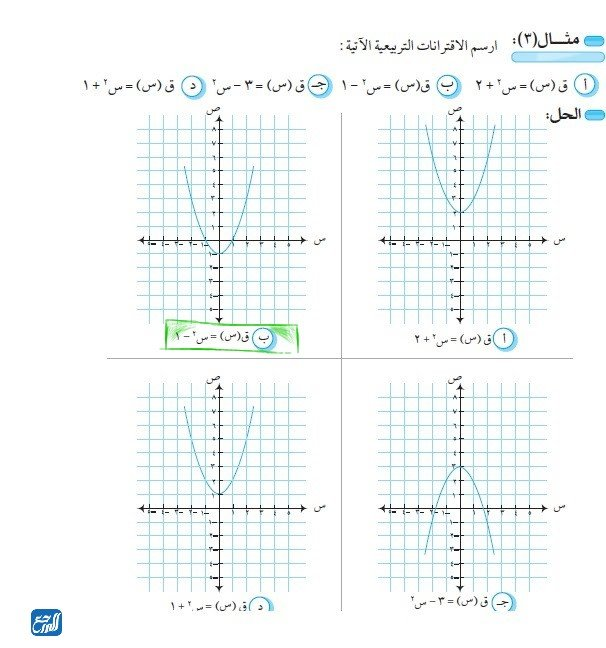 مثـــال(٣): ارسم الاقترانات التربيعية الآتية:
أ ق (س) = س٢ + ٢ ب ق(س) = س٢ – ١ جـ ق (س) = ٣ – س٢ د ق (س) = س٢ + ١
الحل:
ص
س
أ ق (س) = س٢ + ٢
ص
س
ب ق(س) = س٢ – ١
ص
س
جـ ق (س) = ٣ – س٢
ص
س
د ق(س) = س٢ + ١